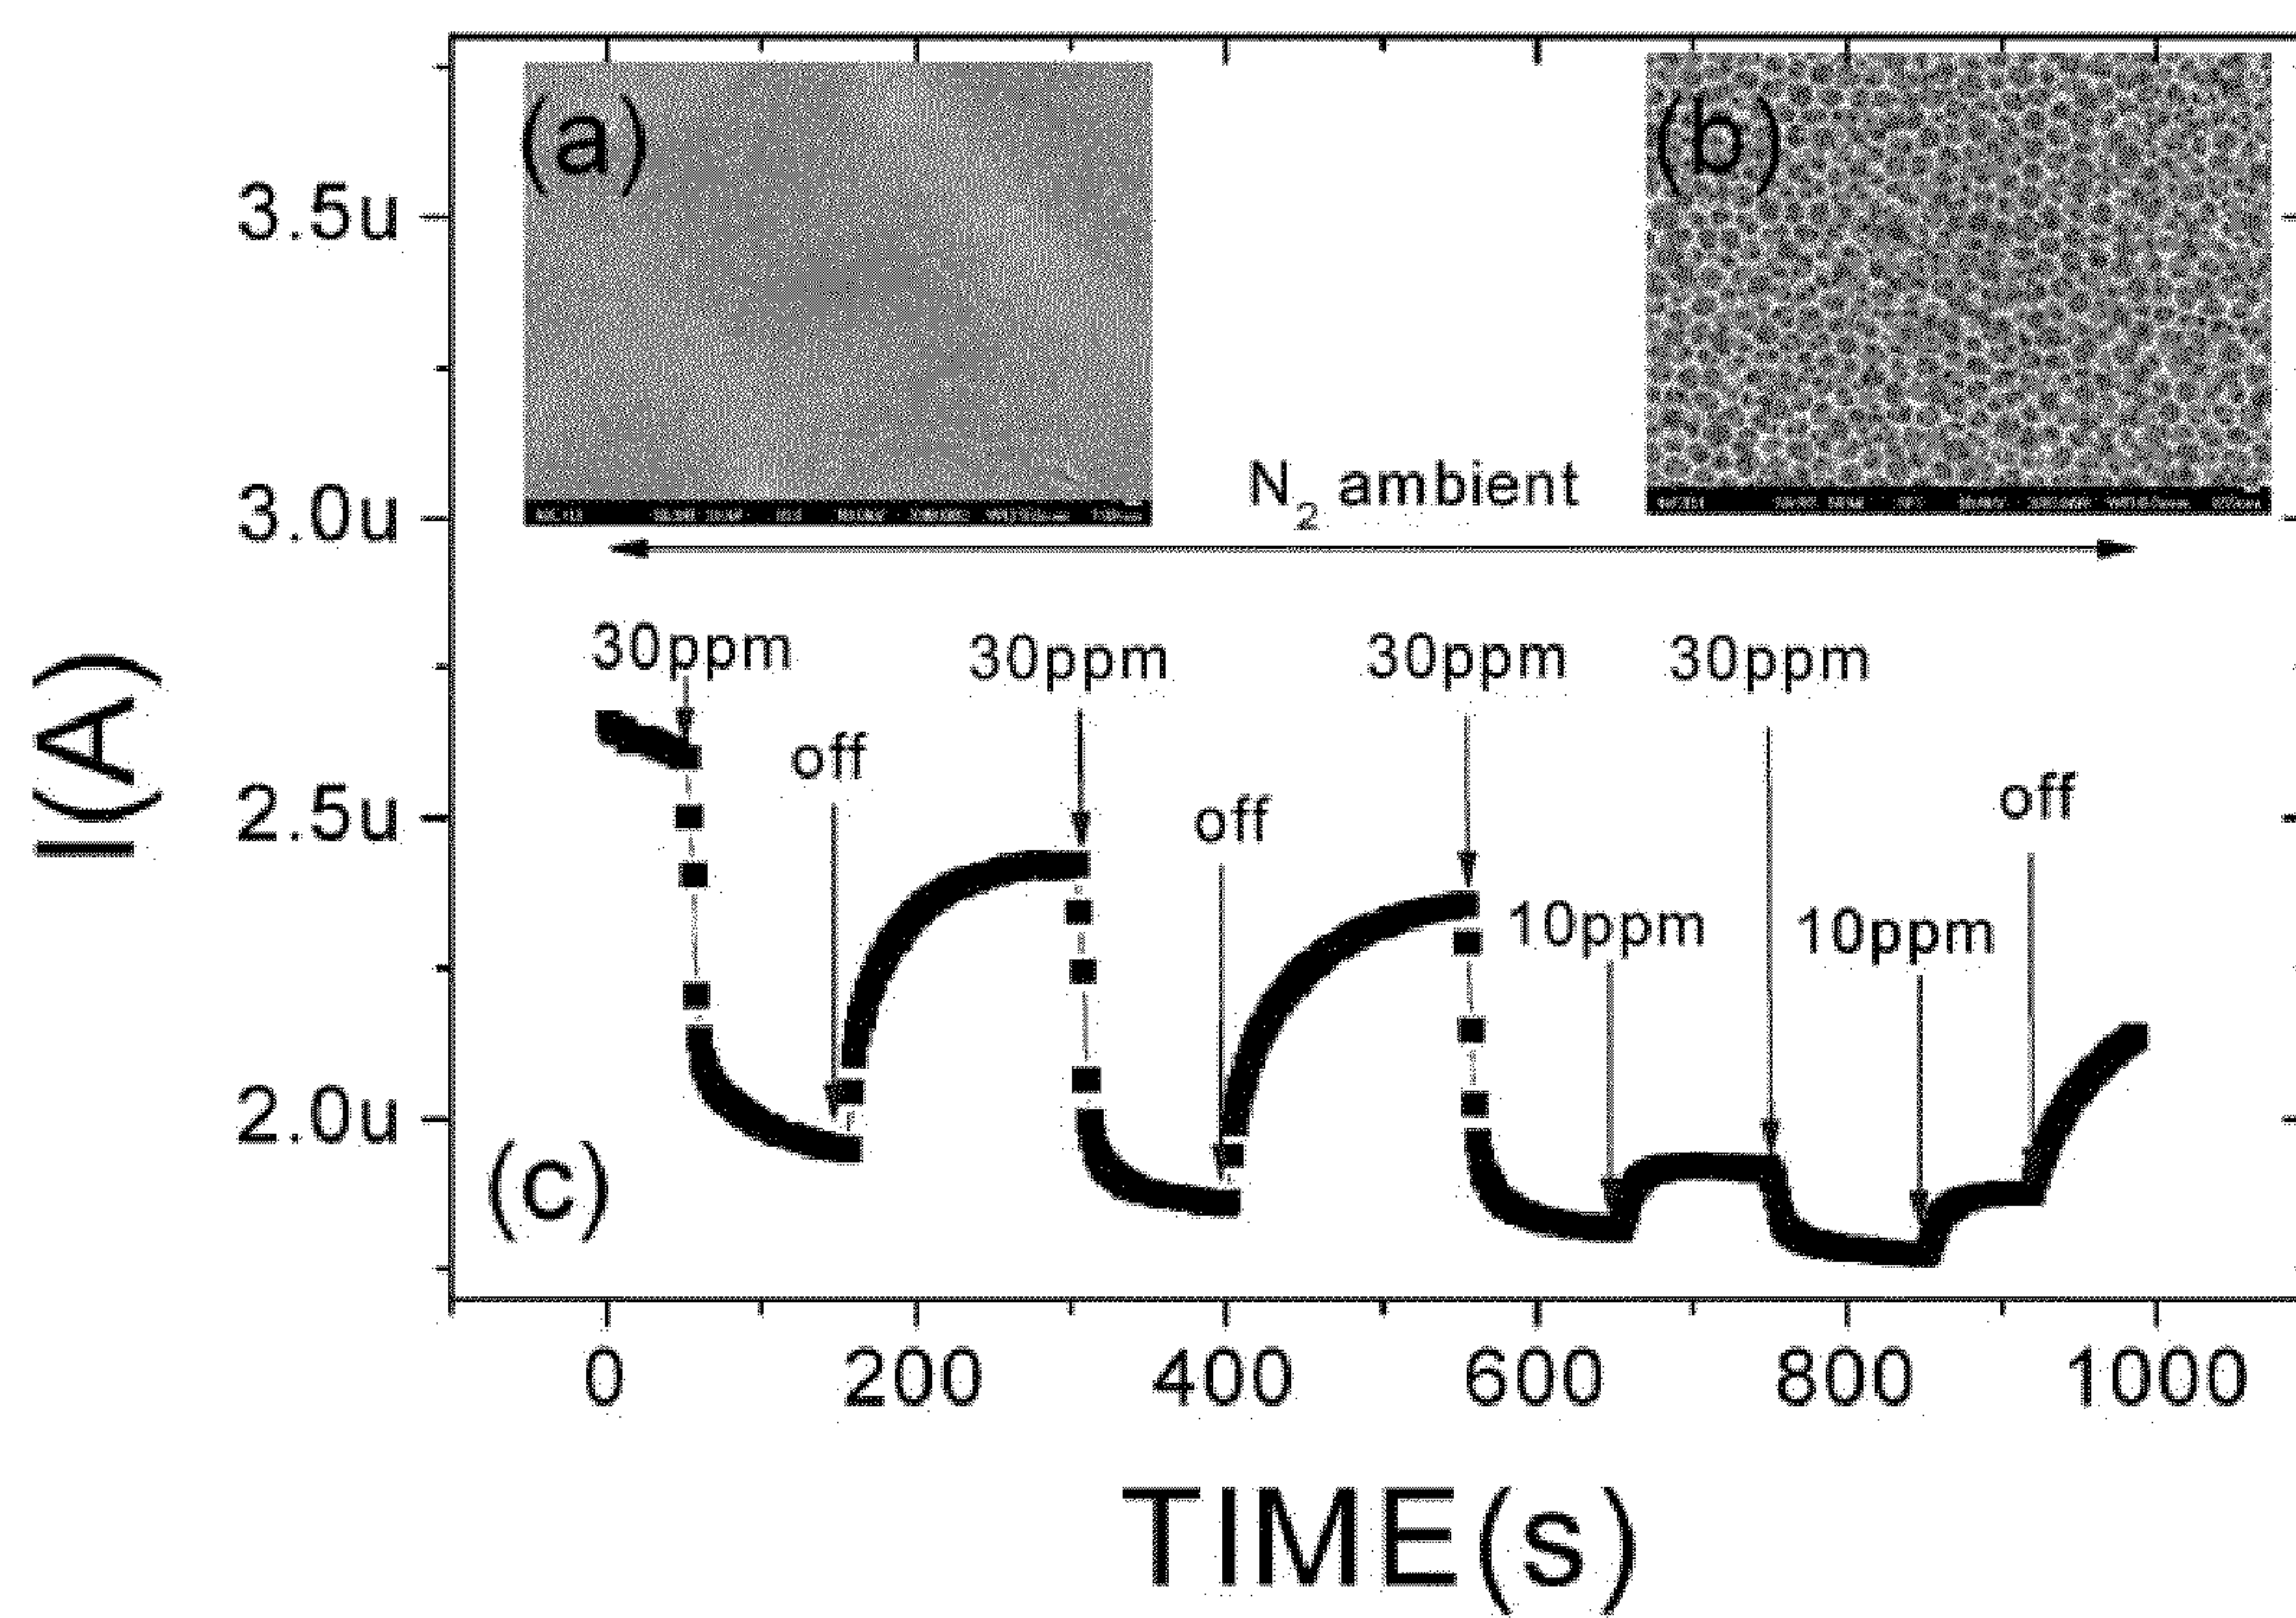 (a)
(b)
3.5u
3.0u
N2 ambient
30ppm
30ppm
30ppm
30ppm
off
off
off
I(A)
2.5u
10ppm
10ppm
2.0u
(c)
0 200 400 600 800 1000
TIME(s)